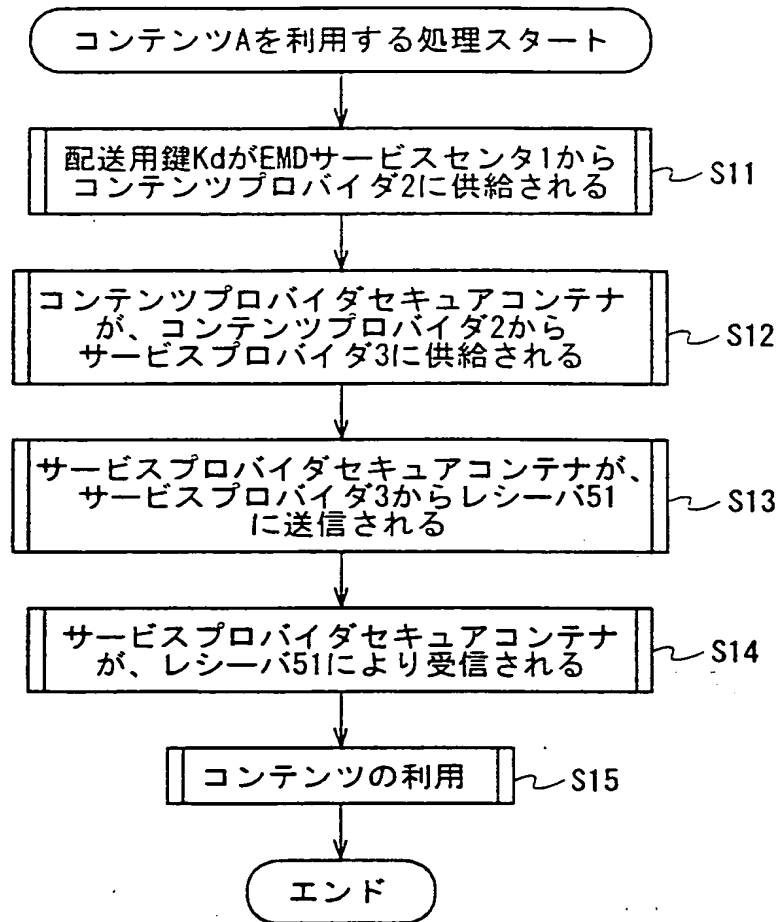 コンテンツAを利用する処理スタート
配送用鍵KdがEMDサービスセンタ1から
コンテンツプロバイダ2に供給される
S11
コンテンツプロバイダセキュアコンテナ
が、コンテンツプロバイダ2から
サービスプロバイダ3に供給される
S12
サービスプロバイダセキュアコンテナが、
サービスプロバイダ3からレシーバ51
に送信される
S13
サービスプロバイダセキュアコンテナ
が、レシーバ51により受信される
S14
コンテンツの利用
S15
エンド